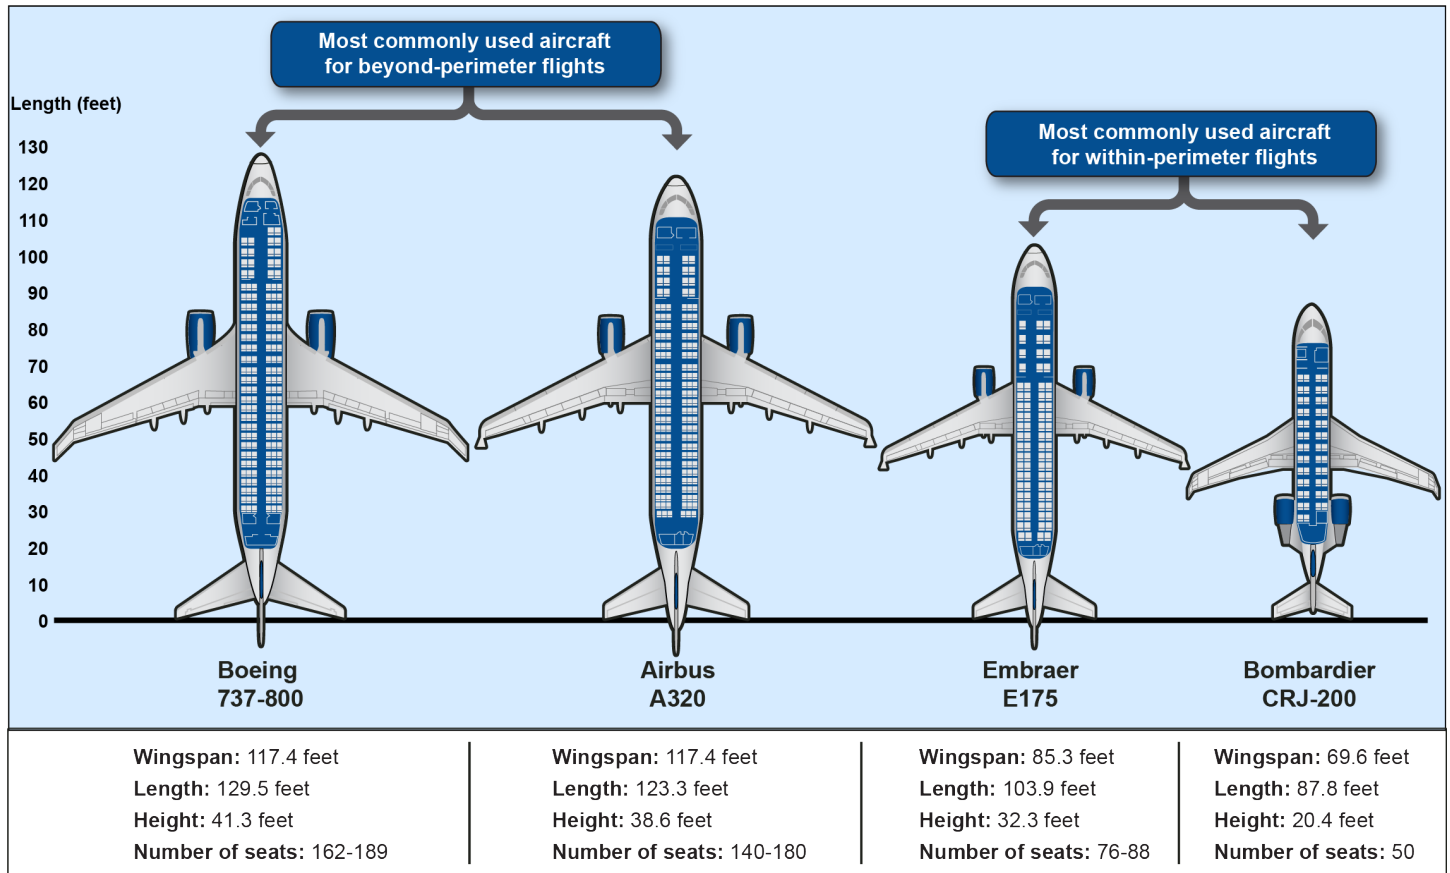 Most commonly used aircraft
for beyond-perimeter flights
Length (feet)
Most commonly used aircraft
for within-perimeter flights
130
120
110
100
90
80
70
60
50
40
30
20
10
0
Boeing
737-800
Airbus
A320
Embraer
E175
Bombardier
CRJ-200
Wingspan: 117.4 feet
Length: 129.5 feet
Height: 41.3 feet
Number of seats: 162-189
Wingspan: 117.4 feet
Length: 123.3 feet
Height: 38.6 feet
Number of seats: 140-180
Wingspan: 85.3 feet
Length: 103.9 feet
Height: 32.3 feet
Number of seats: 76-88
Wingspan: 69.6 feet
Length: 87.8 feet
Height: 20.4 feet
Number of seats: 50